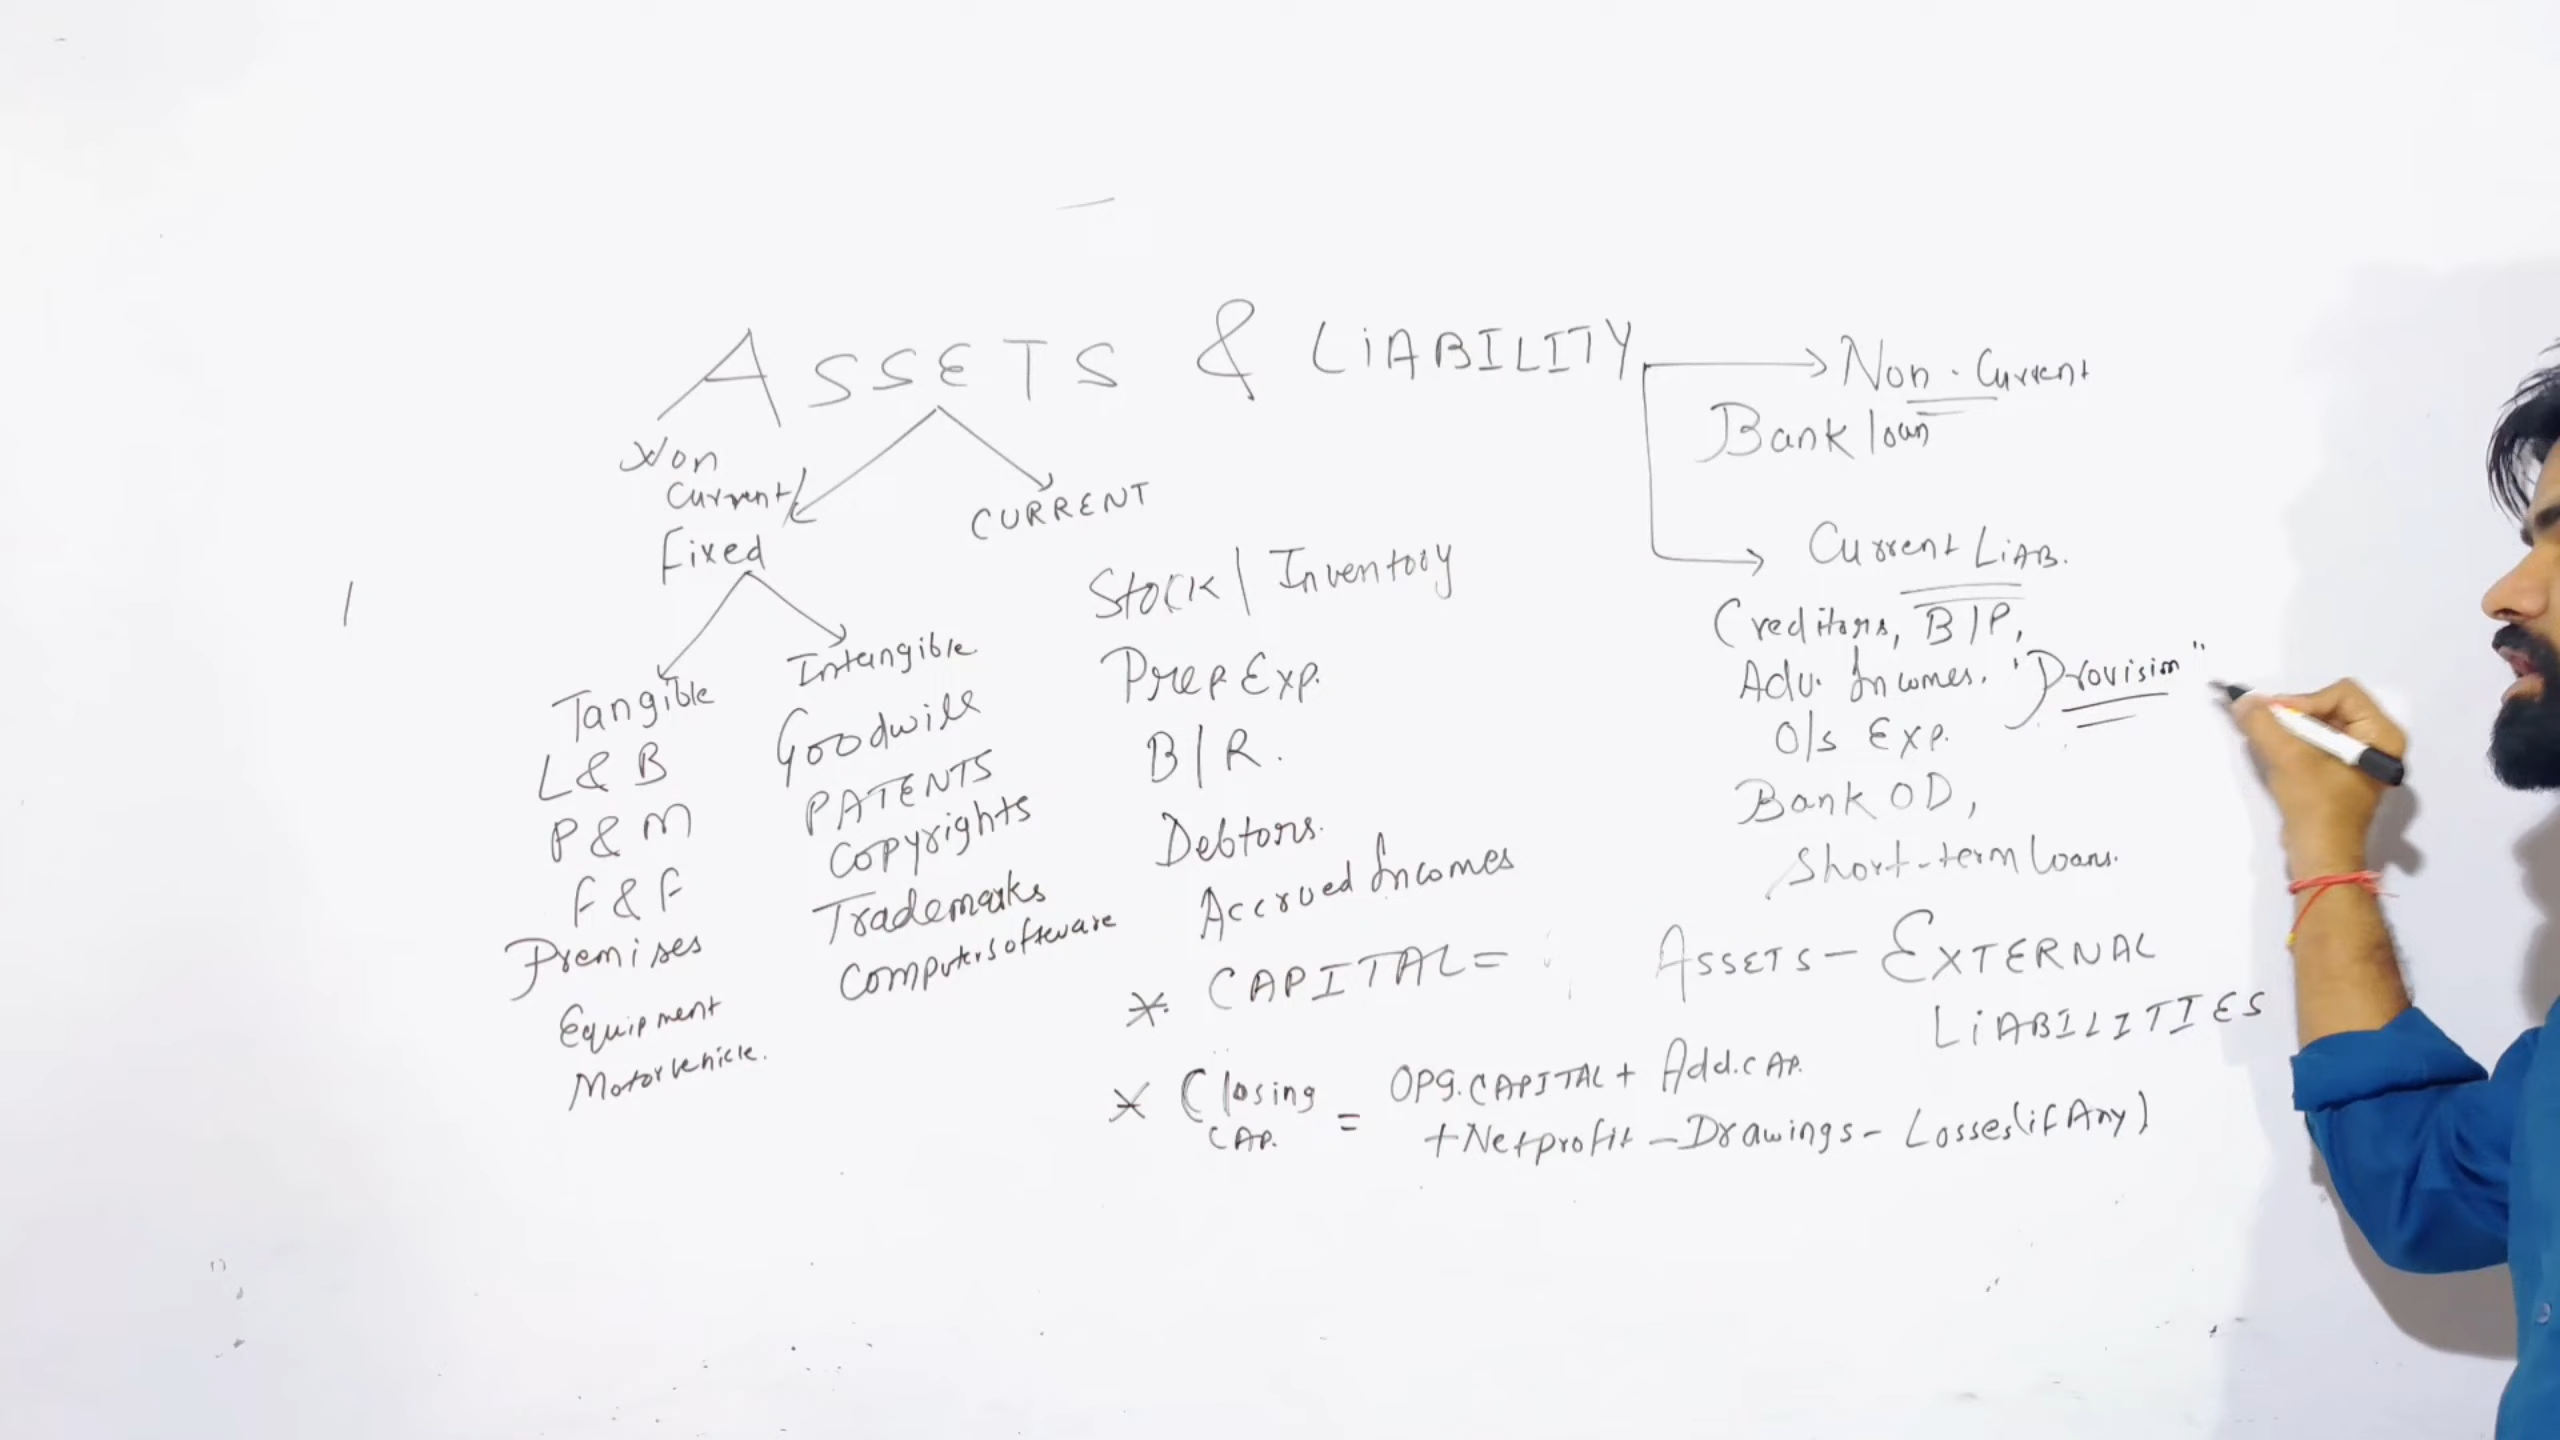 ASSETS & LIABILITY
Non
Current/
Fixed
Tangible
L & B
P & M
F & F
Premises
Equipment
Motor vehicle.
Intangible
Goodwill
PATENTS
Copyrights
Trademarks
Computer software
CURRENT
Stock | Inventory
Prep. Exp.
B/R.
Debtors.
Accrued Incomes
Non-Current
Bank loan
Current LIAB.
Creditors, B/P,
Adv. Incomes. "Provision"
O/s Exp.
Bank OD,
Short-term loans.
* CAPITAL = ASSETS - EXTERNAL
LIABILITIES
* Closing CAP. = OPG. CAPITAL + Add. CAP.
+ Net profit - Drawings - Losses (if Any)